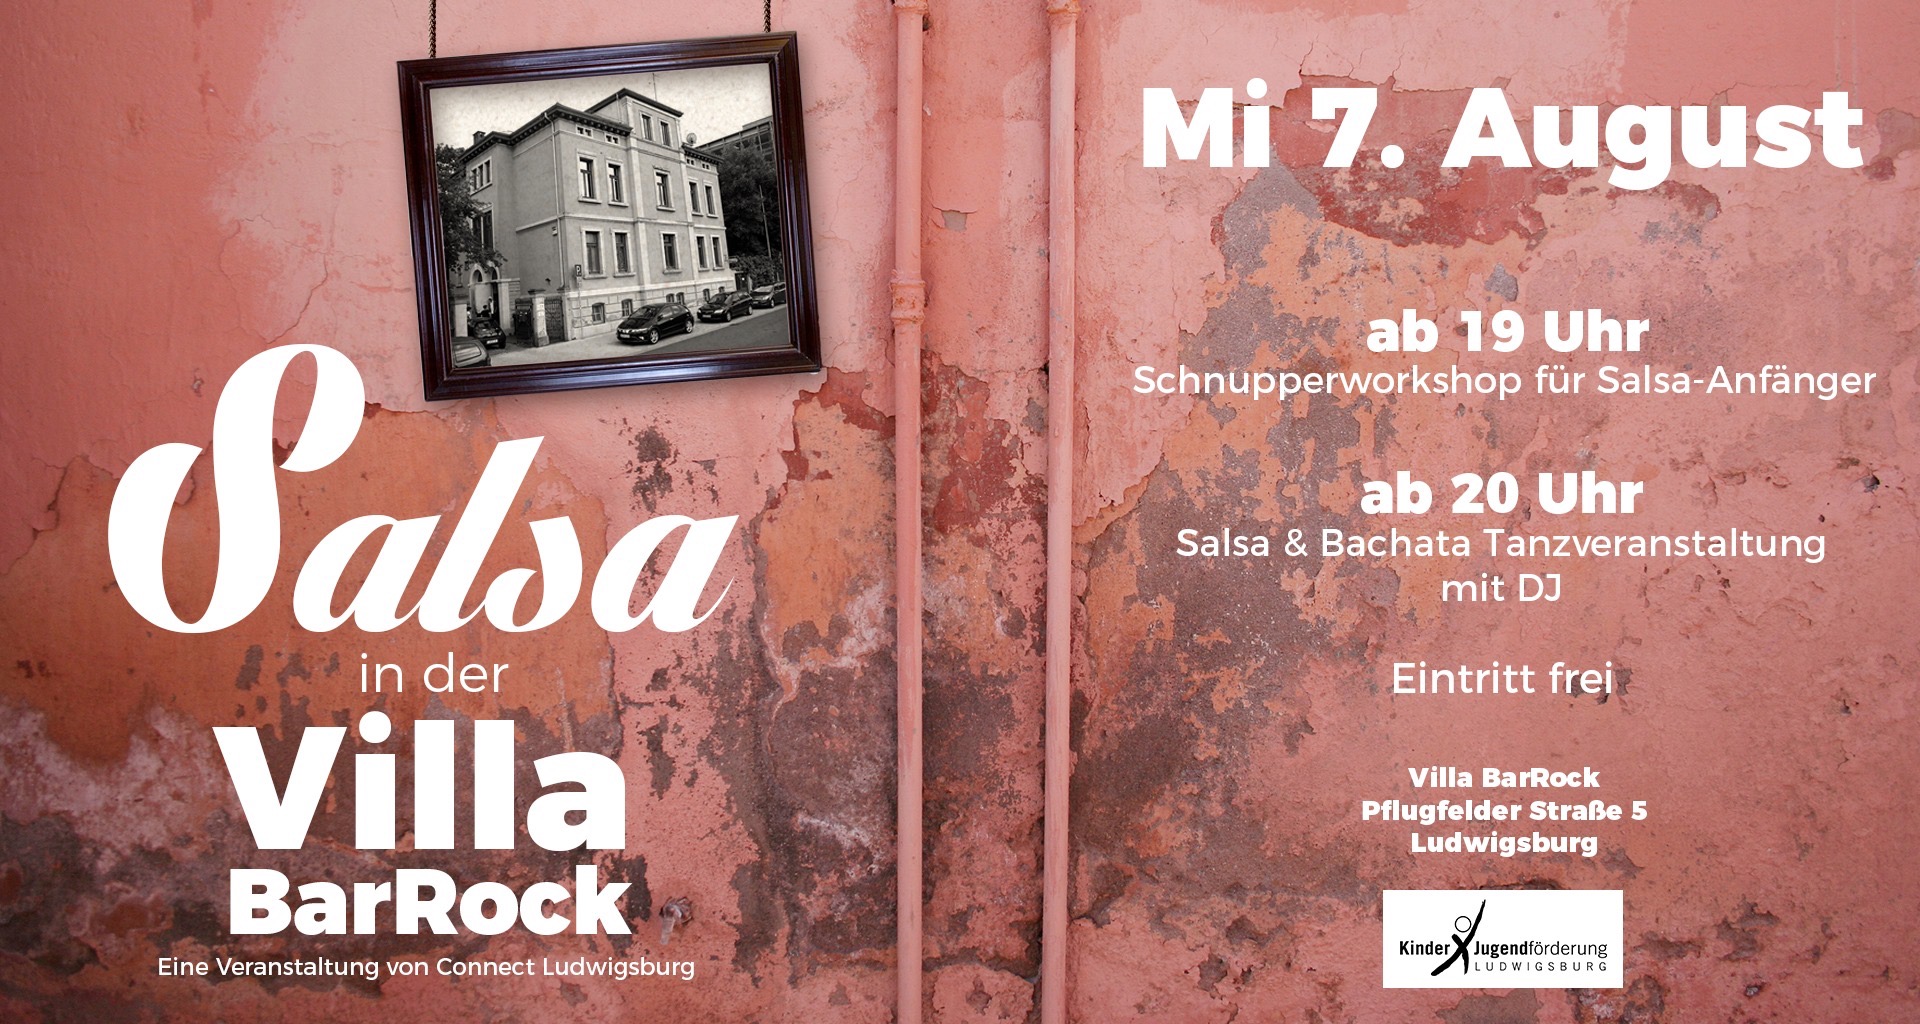 Salsa
in der
Villa
BarRock
Eine Veranstaltung von Connect Ludwigsburg
Mi 7. August
ab 19 Uhr
Schnupperworkshop für Salsa-Anfänger
ab 20 Uhr
Salsa & Bachata Tanzveranstaltung
mit DJ
Eintritt frei
Villa BarRock
Pflugfelder Straße 5
Ludwigsburg
Kinder Jugendförderung
LUDWIGSBURG